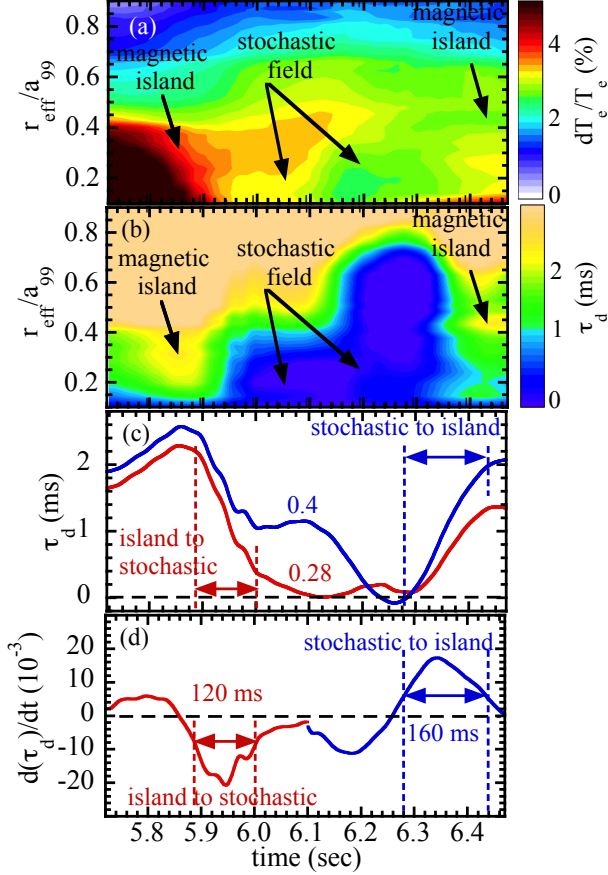 (a)
magnetic
island
stochastic
field
magnetic
island
r_eff/a_99
0.8
0.6
0.4
0.2
4
2
0
dT_e/T_e (%)
(b)
magnetic
island
stochastic
field
magnetic
island
r_eff/a_99
0.8
0.6
0.4
0.2
3
2
1
0
τ_d (ms)
(c)
stochastic to island
τ_d (ms)
2
1
0
0.4
0.28
island to
stochastic
(d)
stochastic to island
d(τ_d)/dt (10^-3)
20
10
0
-10
-20
120 ms
160 ms
island to stochastic
5.8 5.9 6.0 6.1 6.2 6.3 6.4
time (sec)